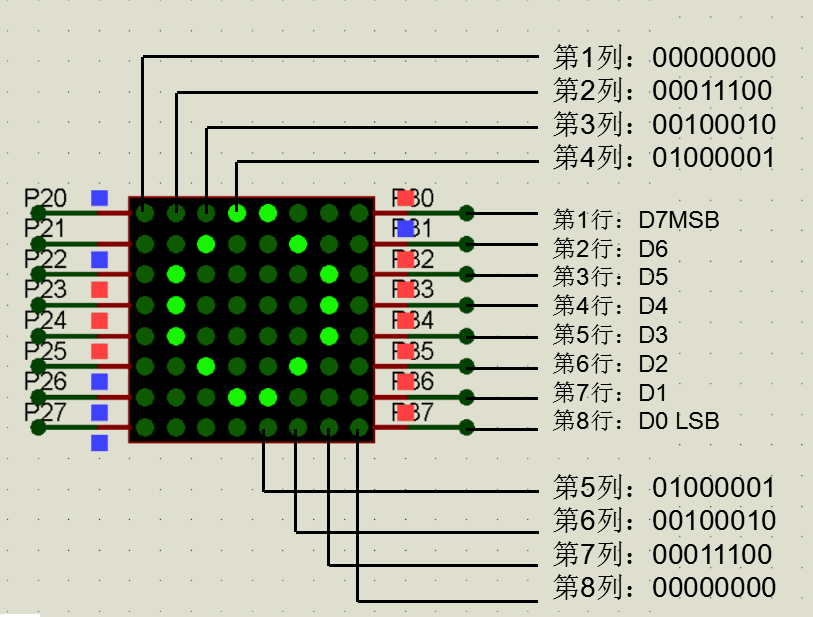 第1列：00000000
第2列：00011100
第3列：00100010
第4列：01000001
P20
P21
P22
P23
P24
P25
P26
P27
P30
P31
P32
P33
P34
P35
P36
P37
第1行：D7MSB
第2行：D6
第3行：D5
第4行：D4
第5行：D3
第6行：D2
第7行：D1
第8行：D0 LSB
第5列：01000001
第6列：00100010
第7列：00011100
第8列：00000000